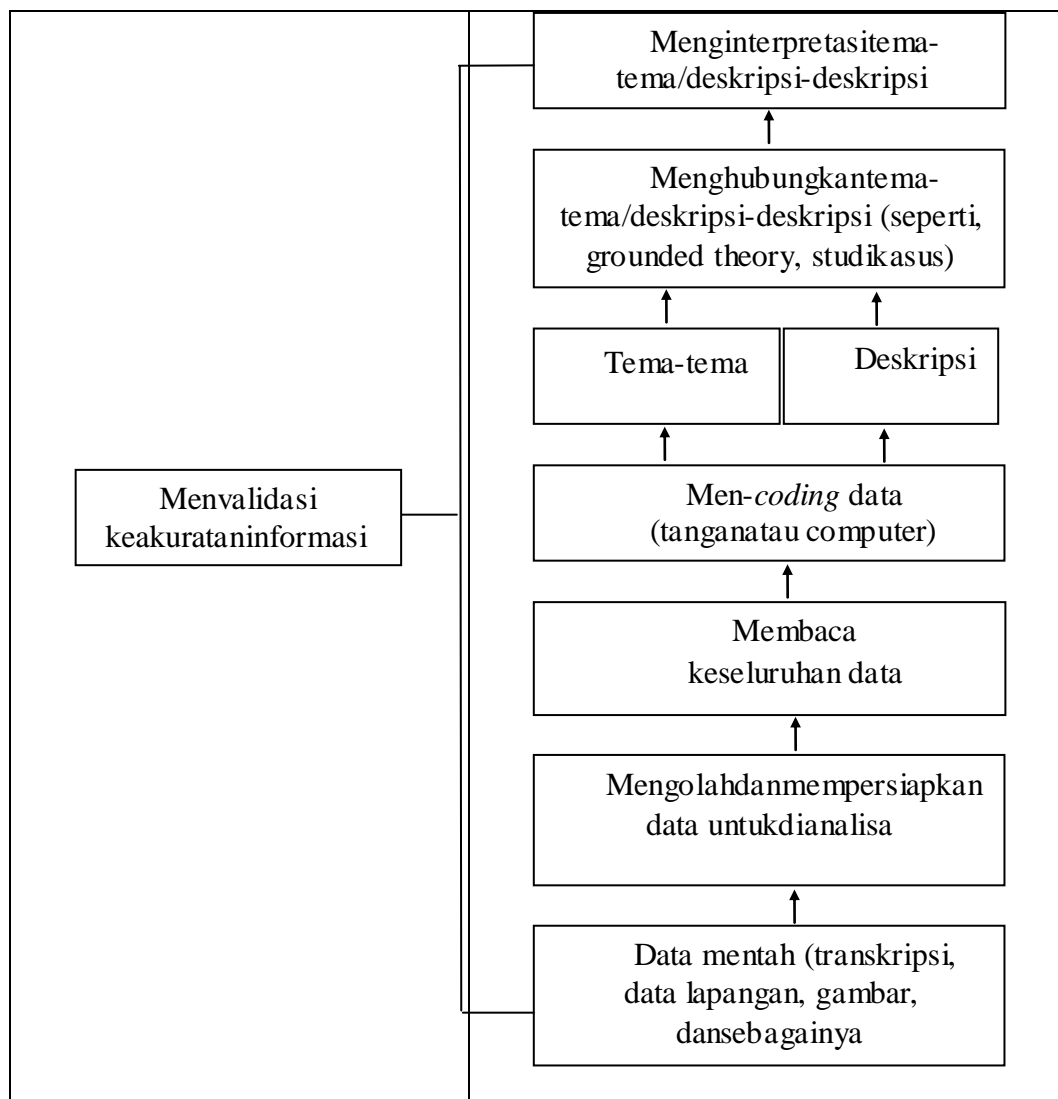 Menginterpretasitema-
tema/deskripsi-deskripsi
Menghubungkantema-
tema/deskripsi-deskripsi (seperti,
grounded theory, studikasus)
Tema-tema
Deskripsi
Menvalidasi
keakurataninformasi
Men-coding data
(tanganatau computer)
Membaca
keseluruhan data
Mengolahdanmempersiapkan
data untukdianalisa
Data mentah (transkripsi,
data lapangan, gambar,
dansebagainya